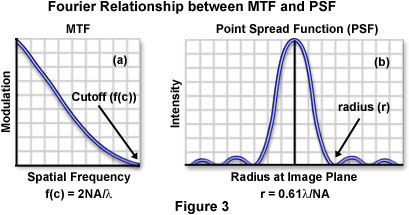 Fourier Relationship between MTF and PSF
MTF
(a)
Cutoff (f(c))
Modulation
Spatial Frequency
f(c) = 2NA/λ
Point Spread Function (PSF)
(b)
radius (r)
Intensity
Radius at Image Plane
r = 0.61λ/NA
Figure 3